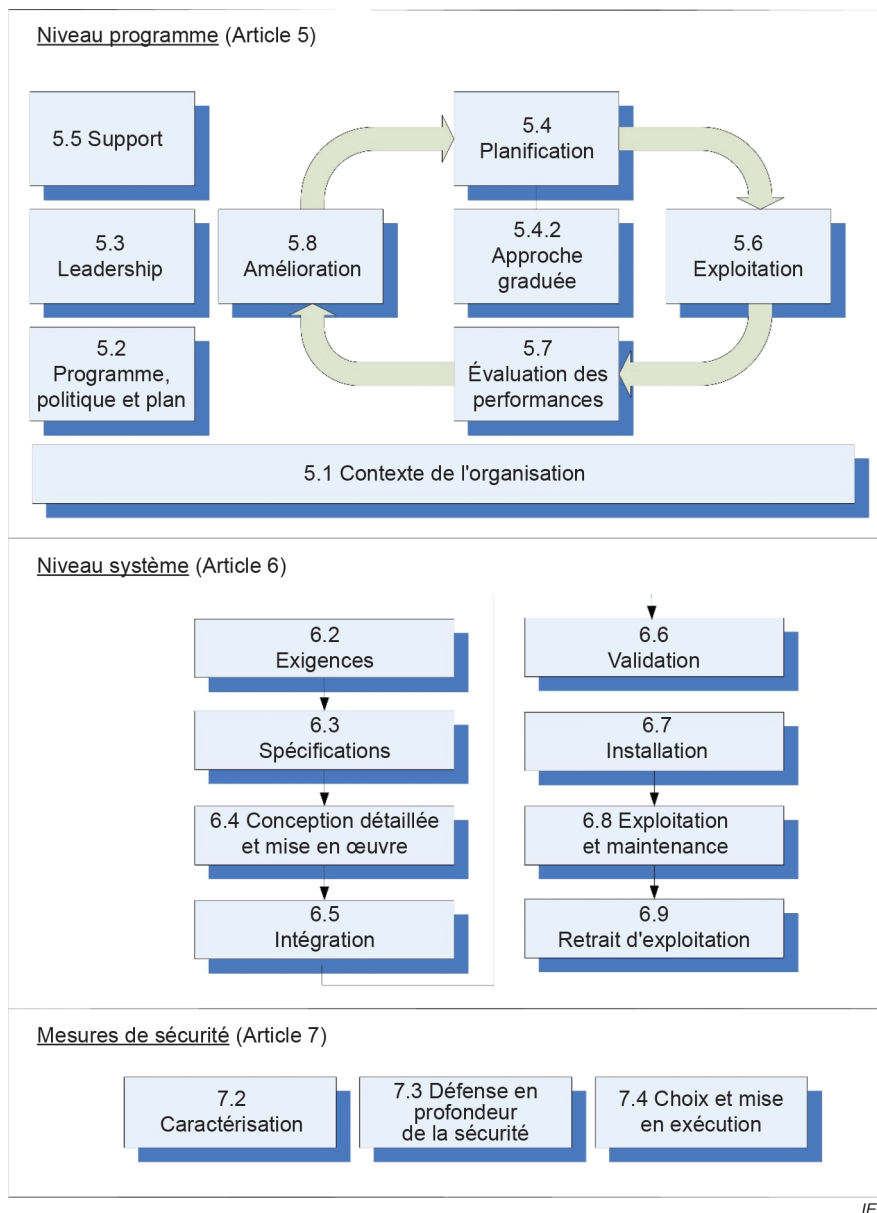 Niveau programme (Article 5)
5.5 Support
5.4
Planification
5.3
Leadership
5.8
Amélioration
5.4.2
Approche
graduée
5.6
Exploitation
5.2
Programme,
politique et plan
5.7
Évaluation des
performances
5.1 Contexte de l'organisation
Niveau système (Article 6)
6.2
Exigences
6.3
Spécifications
6.4 Conception détaillée
et mise en œuvre
6.5
Intégration
6.6
Validation
6.7
Installation
6.8 Exploitation
et maintenance
6.9
Retrait d'exploitation
Mesures de sécurité (Article 7)
7.2
Caractérisation
7.3 Défense en
profondeur
de la sécurité
7.4 Choix et mise
en exécution